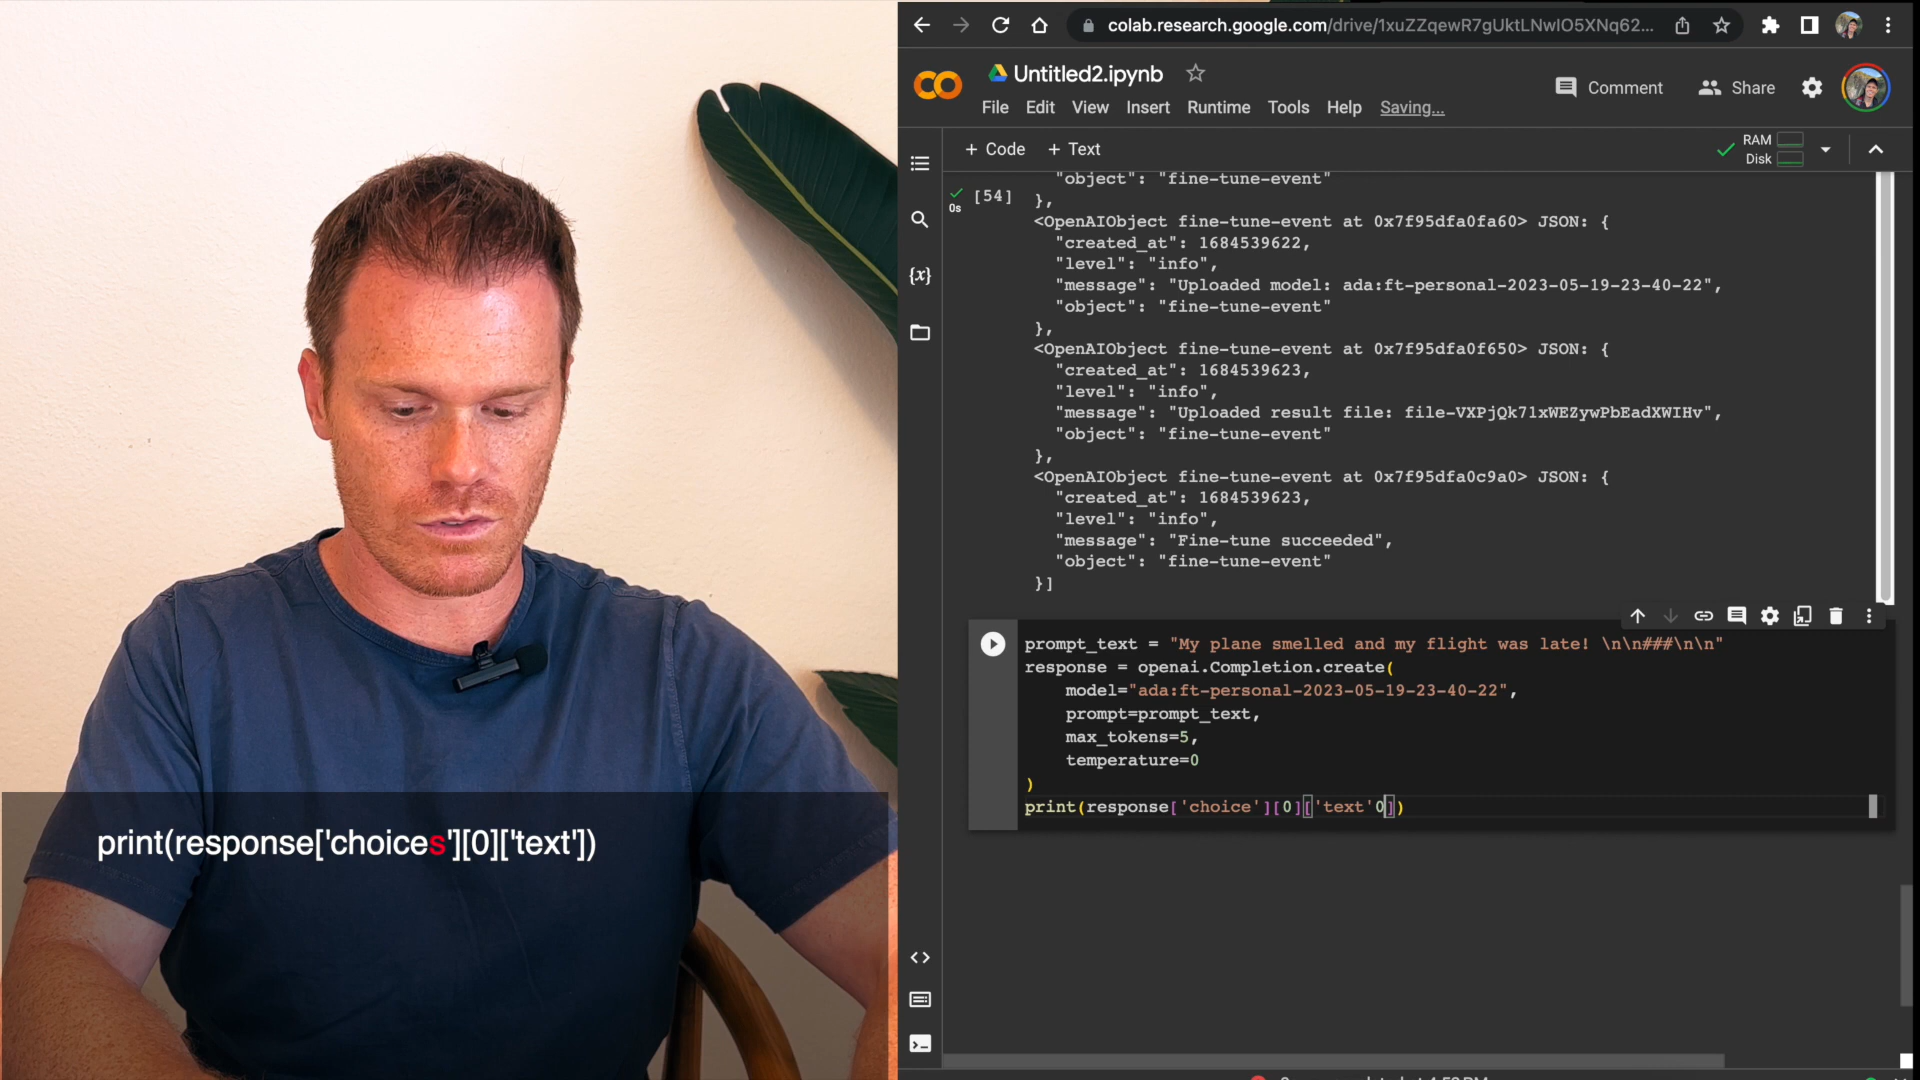 colab.research.google.com/drive/1xuZZqewR7gUktLNwIO5XNq62...
Untitled2.ipynb
Comment
Share
File Edit View Insert Runtime Tools Help Saving...
+ Code + Text
RAM
Disk
"object": "fine-tune-event"
0s
[54]
},
<OpenAIObject fine-tune-event at 0x7f95dfa0fa60> JSON: {
"created_at": 1684539622,
"level": "info",
"message": "Uploaded model: ada:ft-personal-2023-05-19-23-40-22",
"object": "fine-tune-event"
},
<OpenAIObject fine-tune-event at 0x7f95dfa0f650> JSON: {
"created_at": 1684539623,
"level": "info",
"message": "Uploaded result file: file-VXPjQk71xWEZywPbEadXWIHv",
"object": "fine-tune-event"
},
<OpenAIObject fine-tune-event at 0x7f95dfa0c9a0> JSON: {
"created_at": 1684539623,
"level": "info",
"message": "Fine-tune succeeded",
"object": "fine-tune-event"
}]
prompt_text = "My plane smelled and my flight was late! \n\n###\n\n"
response = openai.Completion.create(
model="ada:ft-personal-2023-05-19-23-40-22",
prompt=prompt_text,
max_tokens=5,
temperature=0
)
print(response['choice'][0]['text'0])
print(response['choices'][0]['text'])